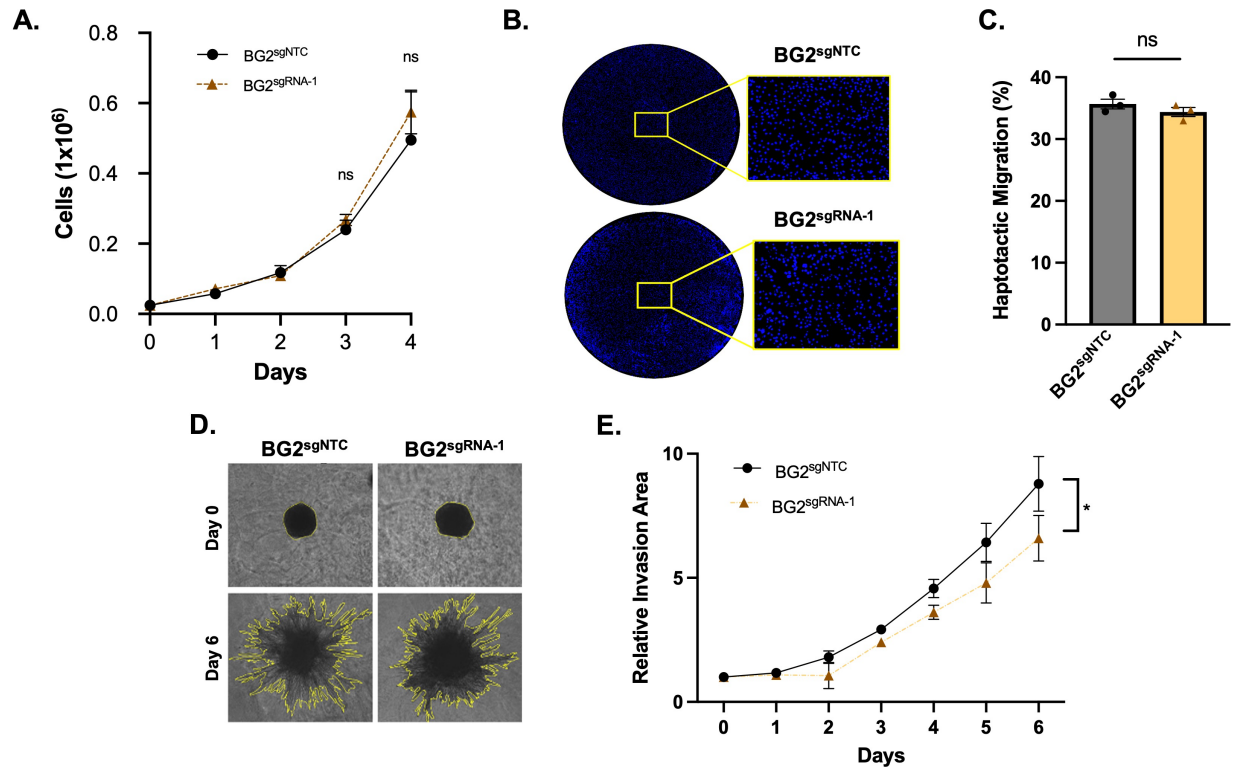 A.
0.8
0.6
0.4
0.2
0.0
Cells (1x10⁶)
BG2sgNTC
BG2sgRNA-1
ns
ns
0 1 2 3 4
Days
B.
BG2sgNTC
BG2sgRNA-1
C.
ns
40
30
20
10
0
Haptotactic Migration (%)
BG2sgNTC
BG2sgRNA-1
D.
BG2sgNTC BG2sgRNA-1
Day 0
Day 6
E.
10
5
0
Relative Invasion Area
BG2sgNTC
BG2sgRNA-1
*
0 1 2 3 4 5 6
Days